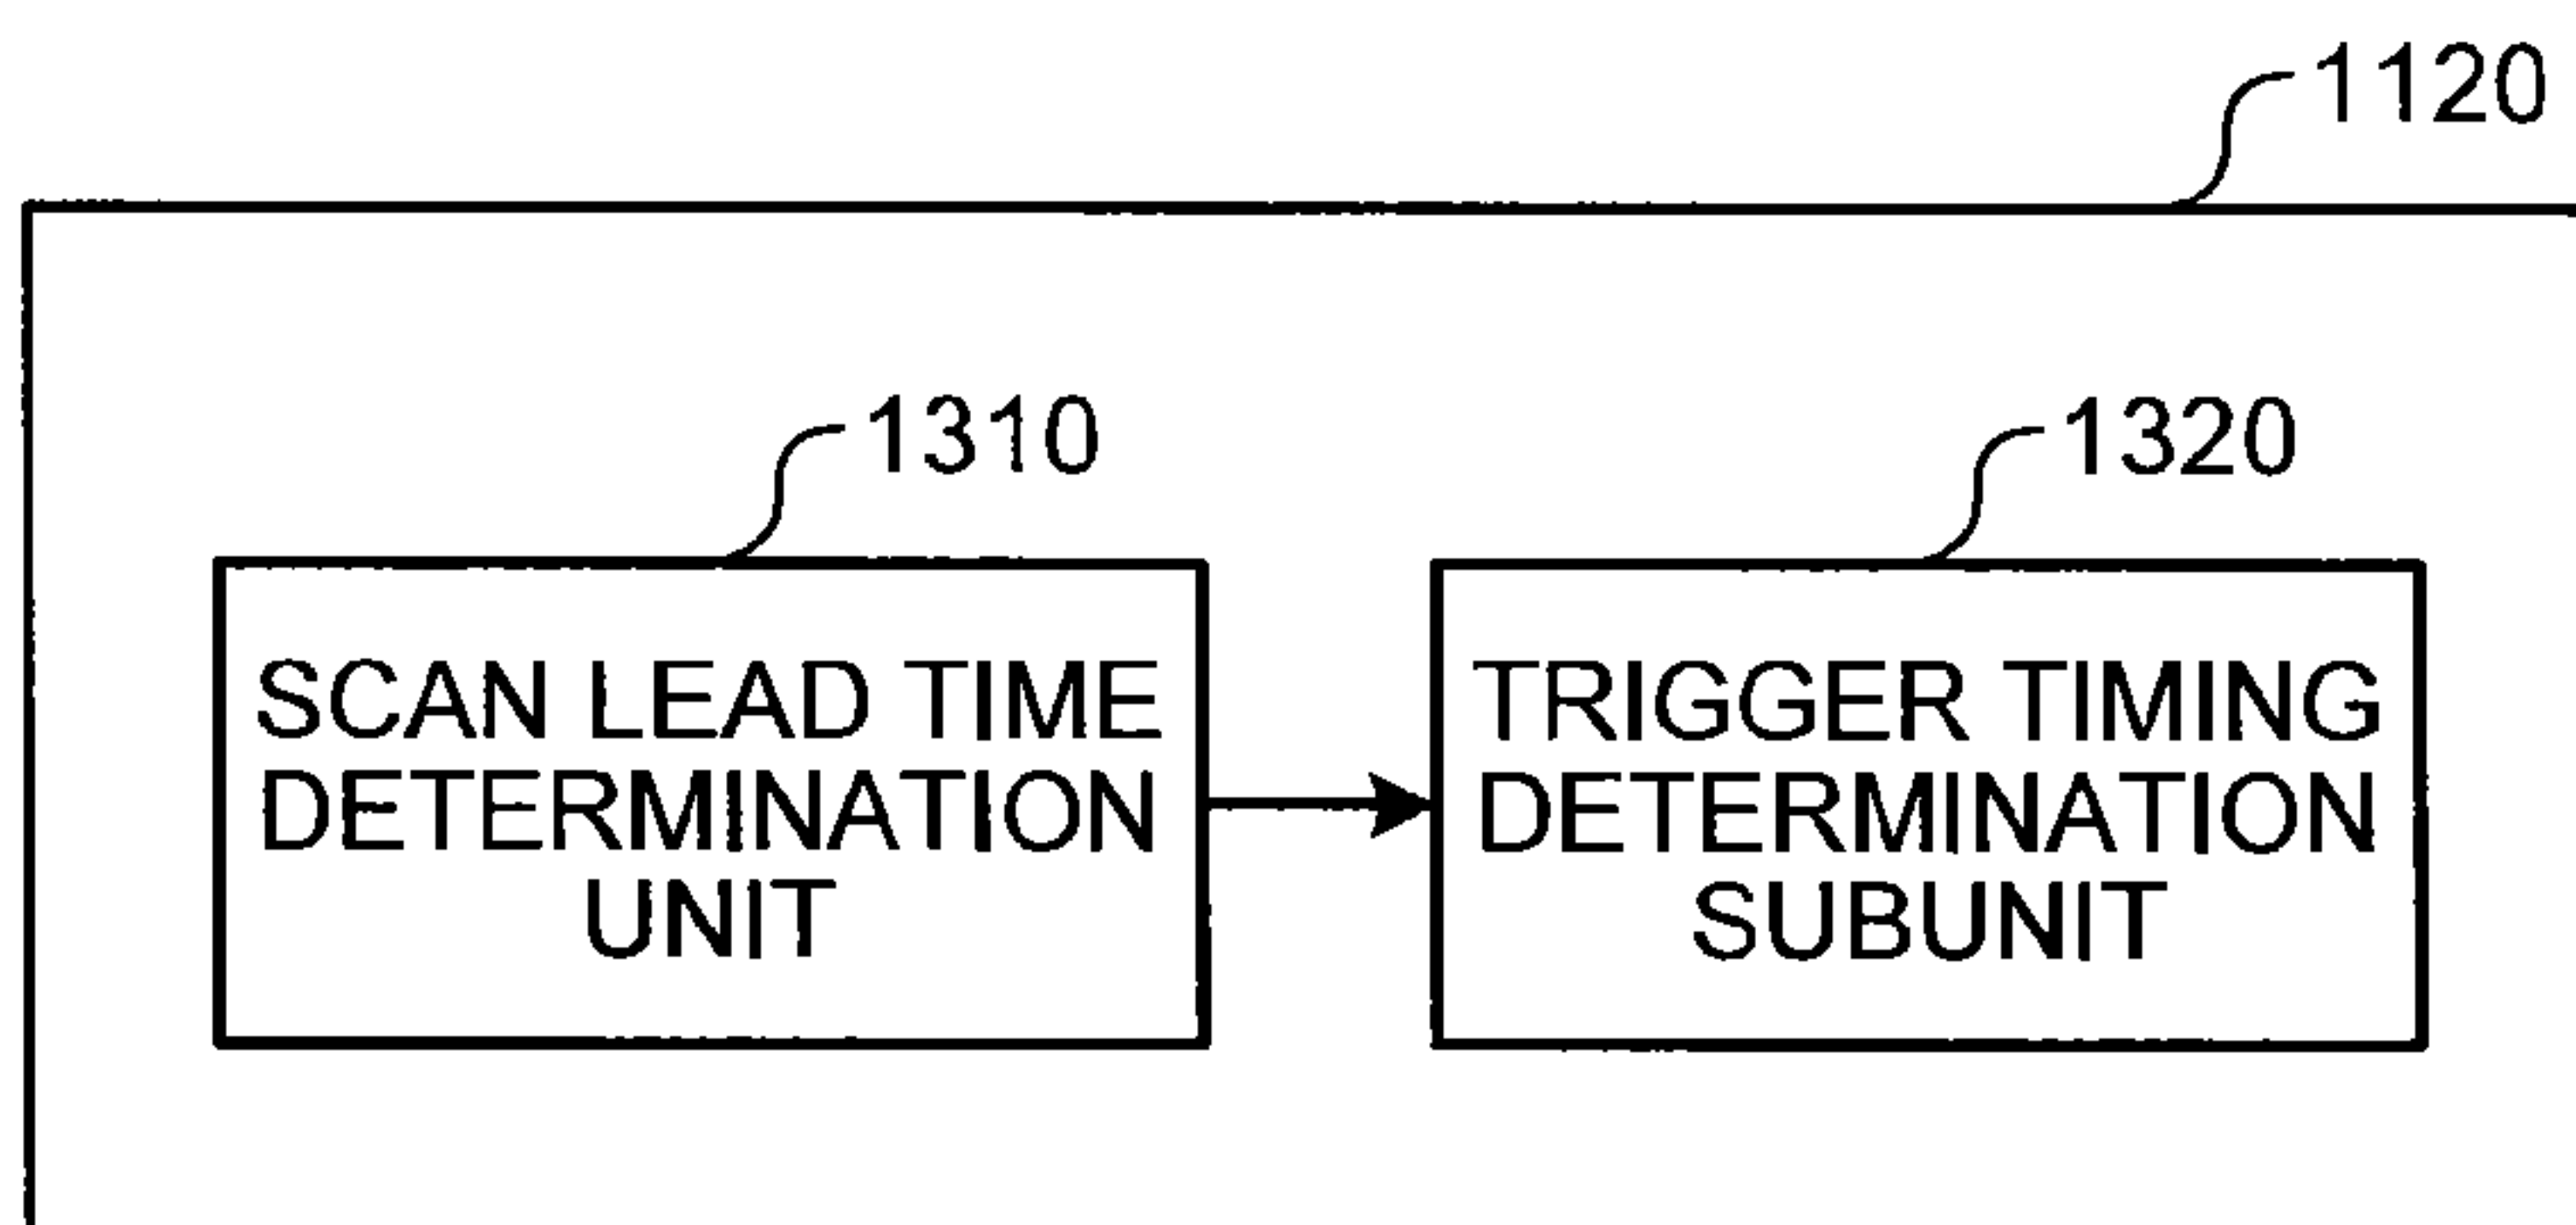 1120
1310
1320
SCAN LEAD TIME
DETERMINATION
UNIT
TRIGGER TIMING
DETERMINATION
SUBUNIT